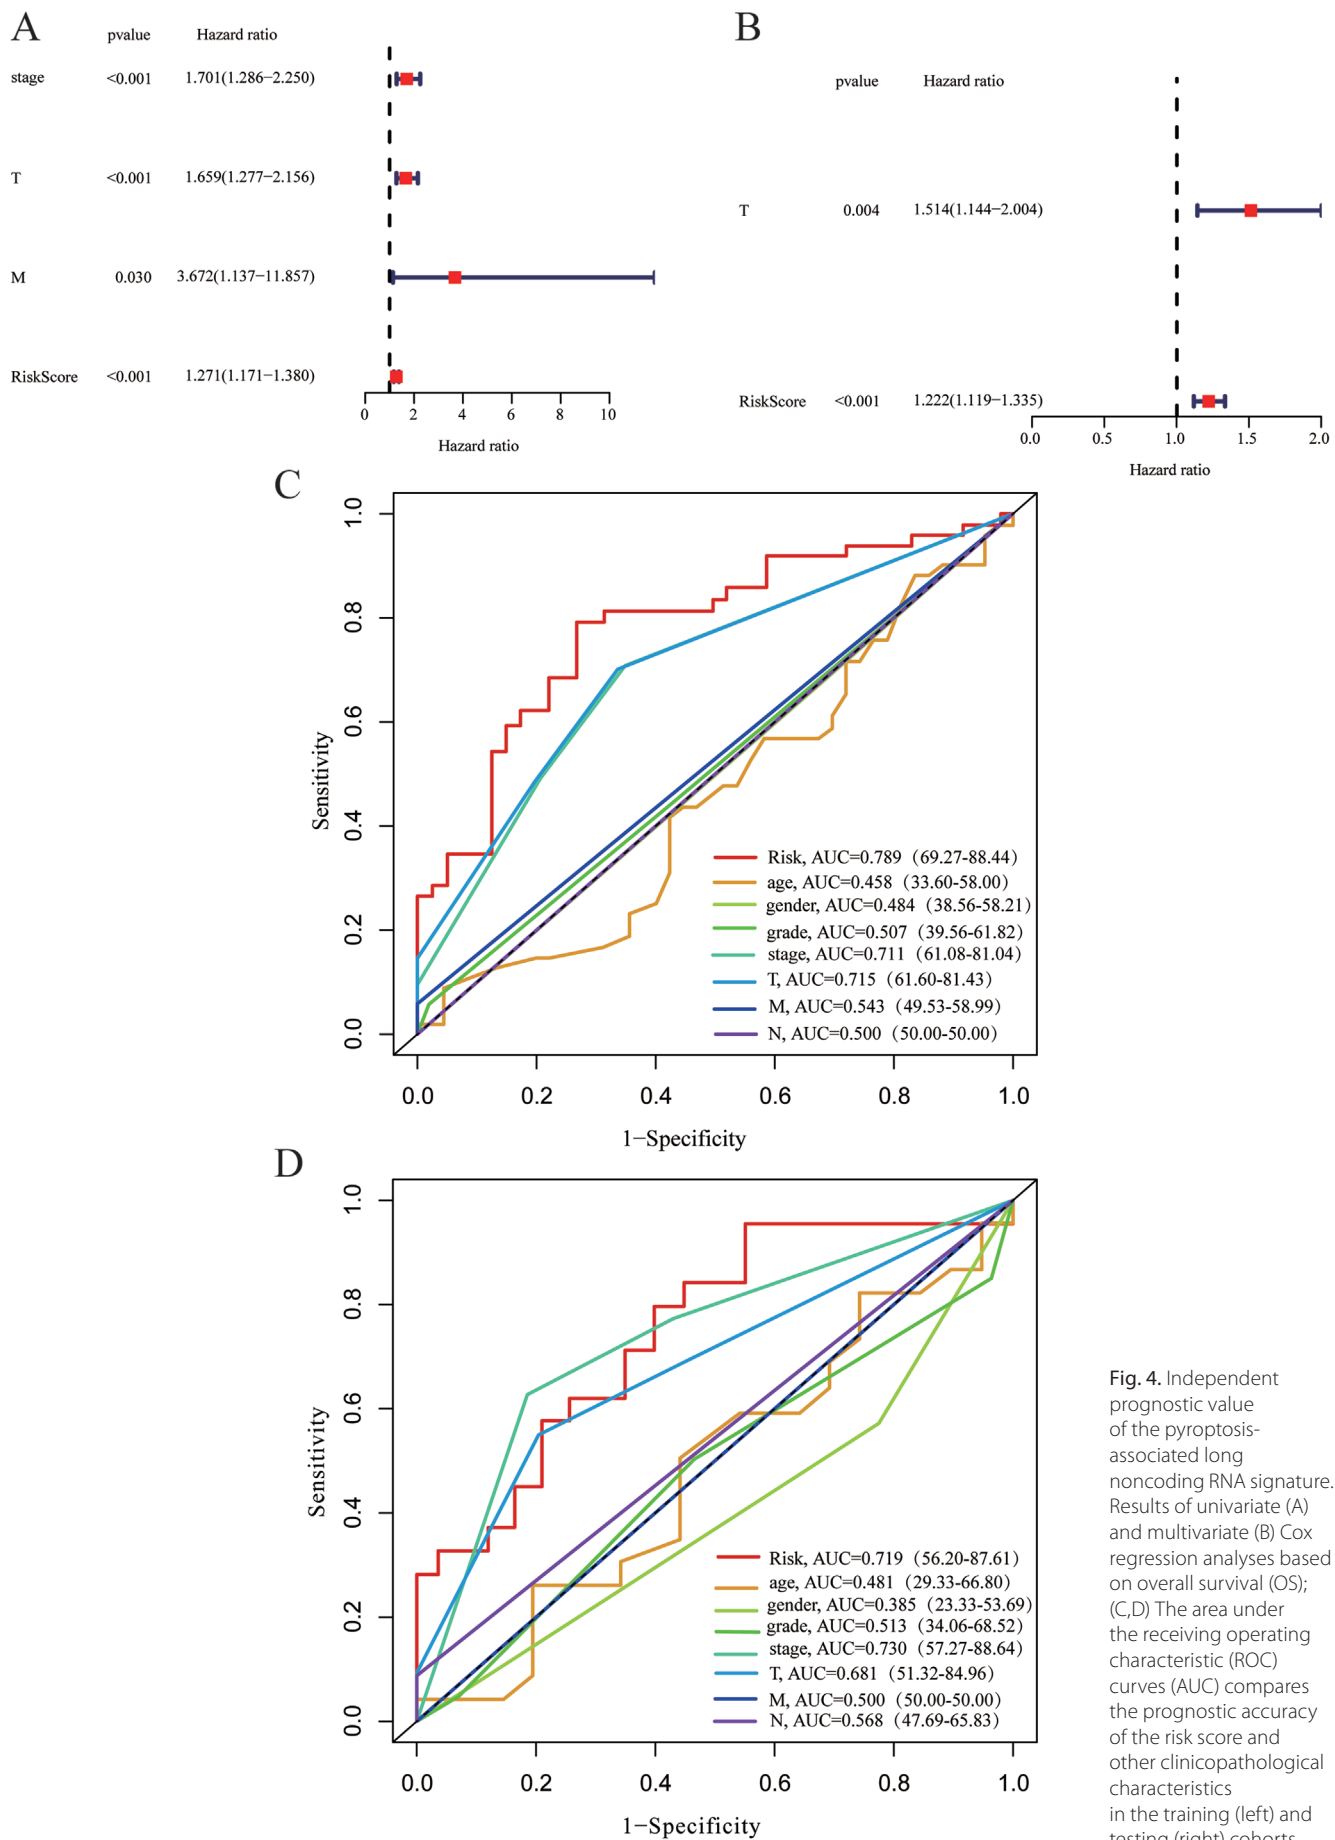 A
pvalue Hazard ratio
stage <0.001 1.701(1.286−2.250)
T <0.001 1.659(1.277−2.156)
M 0.030 3.672(1.137−11.857)
RiskScore <0.001 1.271(1.171−1.380)
0 2 4 6 8 10
Hazard ratio
B
pvalue Hazard ratio
T 0.004 1.514(1.144−2.004)
RiskScore <0.001 1.222(1.119−1.335)
0.0 0.5 1.0 1.5 2.0
Hazard ratio
C
1.0
0.8
0.6
0.4
0.2
0.0
Sensitivity
Risk, AUC=0.789 (69.27-88.44)
age, AUC=0.458 (33.60-58.00)
gender, AUC=0.484 (38.56-58.21)
grade, AUC=0.507 (39.56-61.82)
stage, AUC=0.711 (61.08-81.04)
T, AUC=0.715 (61.60-81.43)
M, AUC=0.543 (49.53-58.99)
N, AUC=0.500 (50.00-50.00)
0.0 0.2 0.4 0.6 0.8 1.0
1−Specificity
D
1.0
0.8
0.6
0.4
0.2
0.0
Sensitivity
Risk, AUC=0.719 (56.20-87.61)
age, AUC=0.481 (29.33-66.80)
gender, AUC=0.385 (23.33-53.69)
grade, AUC=0.513 (34.06-68.52)
stage, AUC=0.730 (57.27-88.64)
T, AUC=0.681 (51.32-84.96)
M, AUC=0.500 (50.00-50.00)
N, AUC=0.568 (47.69-65.83)
0.0 0.2 0.4 0.6 0.8 1.0
1−Specificity
Fig. 4. Independent
prognostic value
of the pyroptosis-
associated long
noncoding RNA signature.
Results of univariate (A)
and multivariate (B) Cox
regression analyses based
on overall survival (OS);
(C,D) The area under
the receiving operating
characteristic (ROC)
curves (AUC) compares
the prognostic accuracy
of the risk score and
other clinicopathological
characteristics
in the training (left) and
testing (right) cohorts